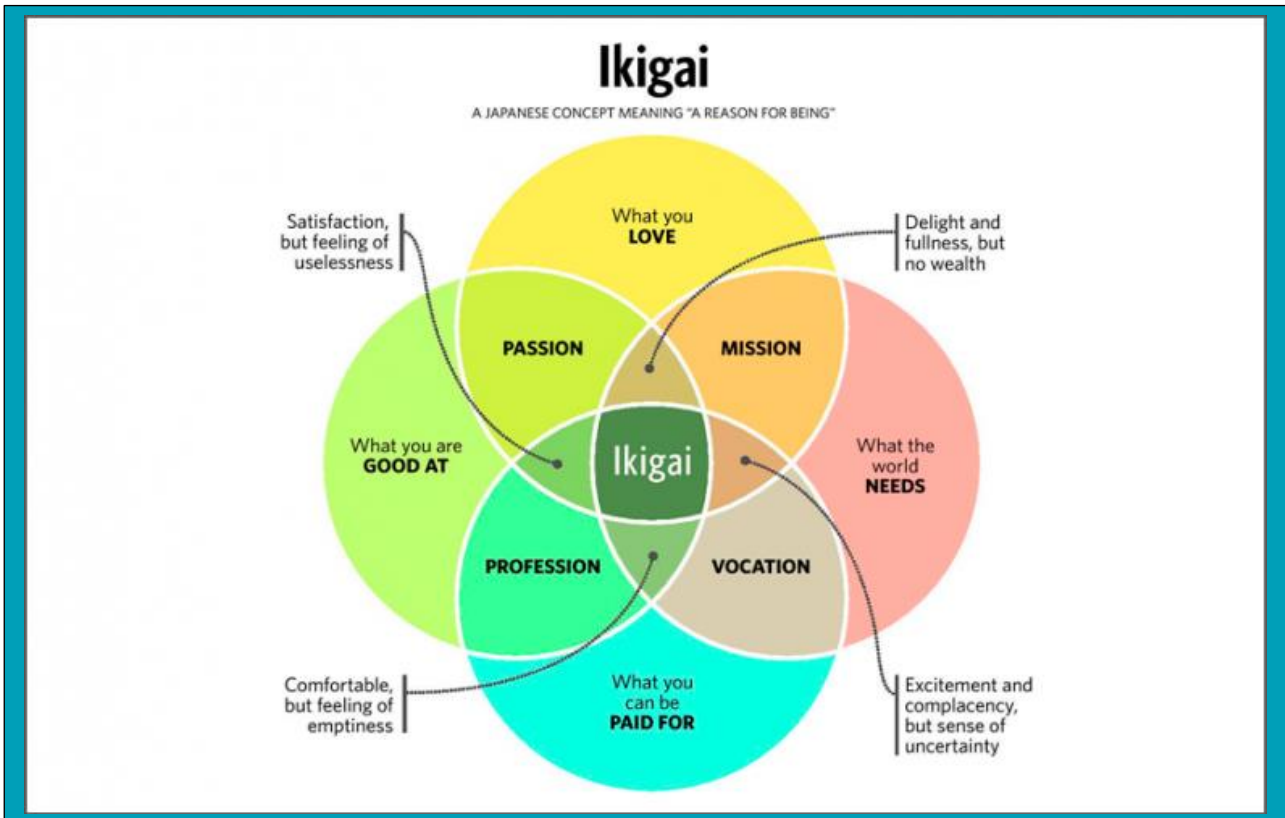 Ikigai
A JAPANESE CONCEPT MEANING "A REASON FOR BEING"
What you
LOVE
Satisfaction,
but feeling of
uselessness
Delight and
fullness, but
no wealth
PASSION
MISSION
What you are
GOOD AT
Ikigai
What the
world
NEEDS
PROFESSION
VOCATION
What you
can be
PAID FOR
Comfortable,
but feeling of
emptiness
Excitement and
complacency,
but sense of
uncertainty